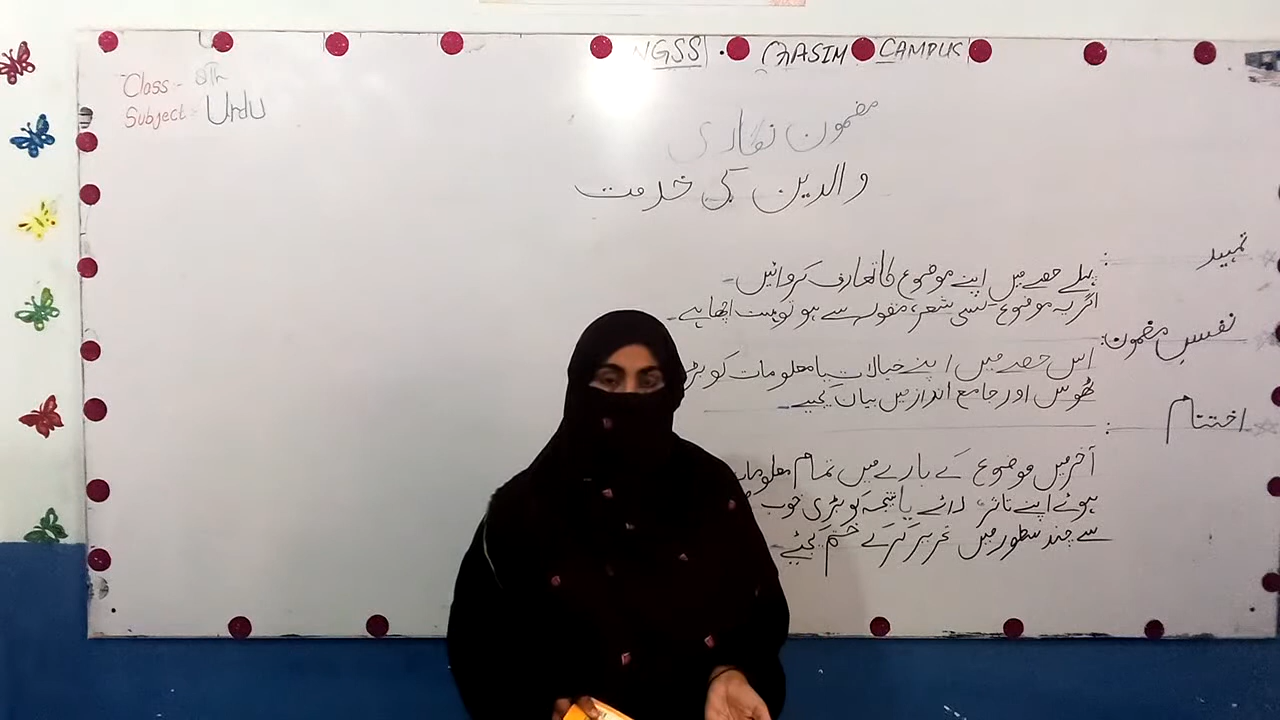 NGSS QASIM CAMPUS
Class:- 8th
Subject:- Urdu
مضمون نگاری
والدین کی خدمت
تمہید :
پہلے حصے میں اپنے موضوع کا تعارف کروائیں۔
اگر یہ موضوع کسی شعر، مقولہ سے ہو تو بہت اچھا ہے۔
نفسِ مضمون:
اس حصے میں اپنے خیالات یا معلومات کو
ٹھوس اور جامع انداز میں بیان کیجیے۔
اختتام :
آخر میں موضوع کے بارے میں تمام
ہوئے اپنے تاثر، رائے یا نتیجہ کو بڑی خوب
سے چند سطور میں تحریر کرکے ختم کیجئے۔